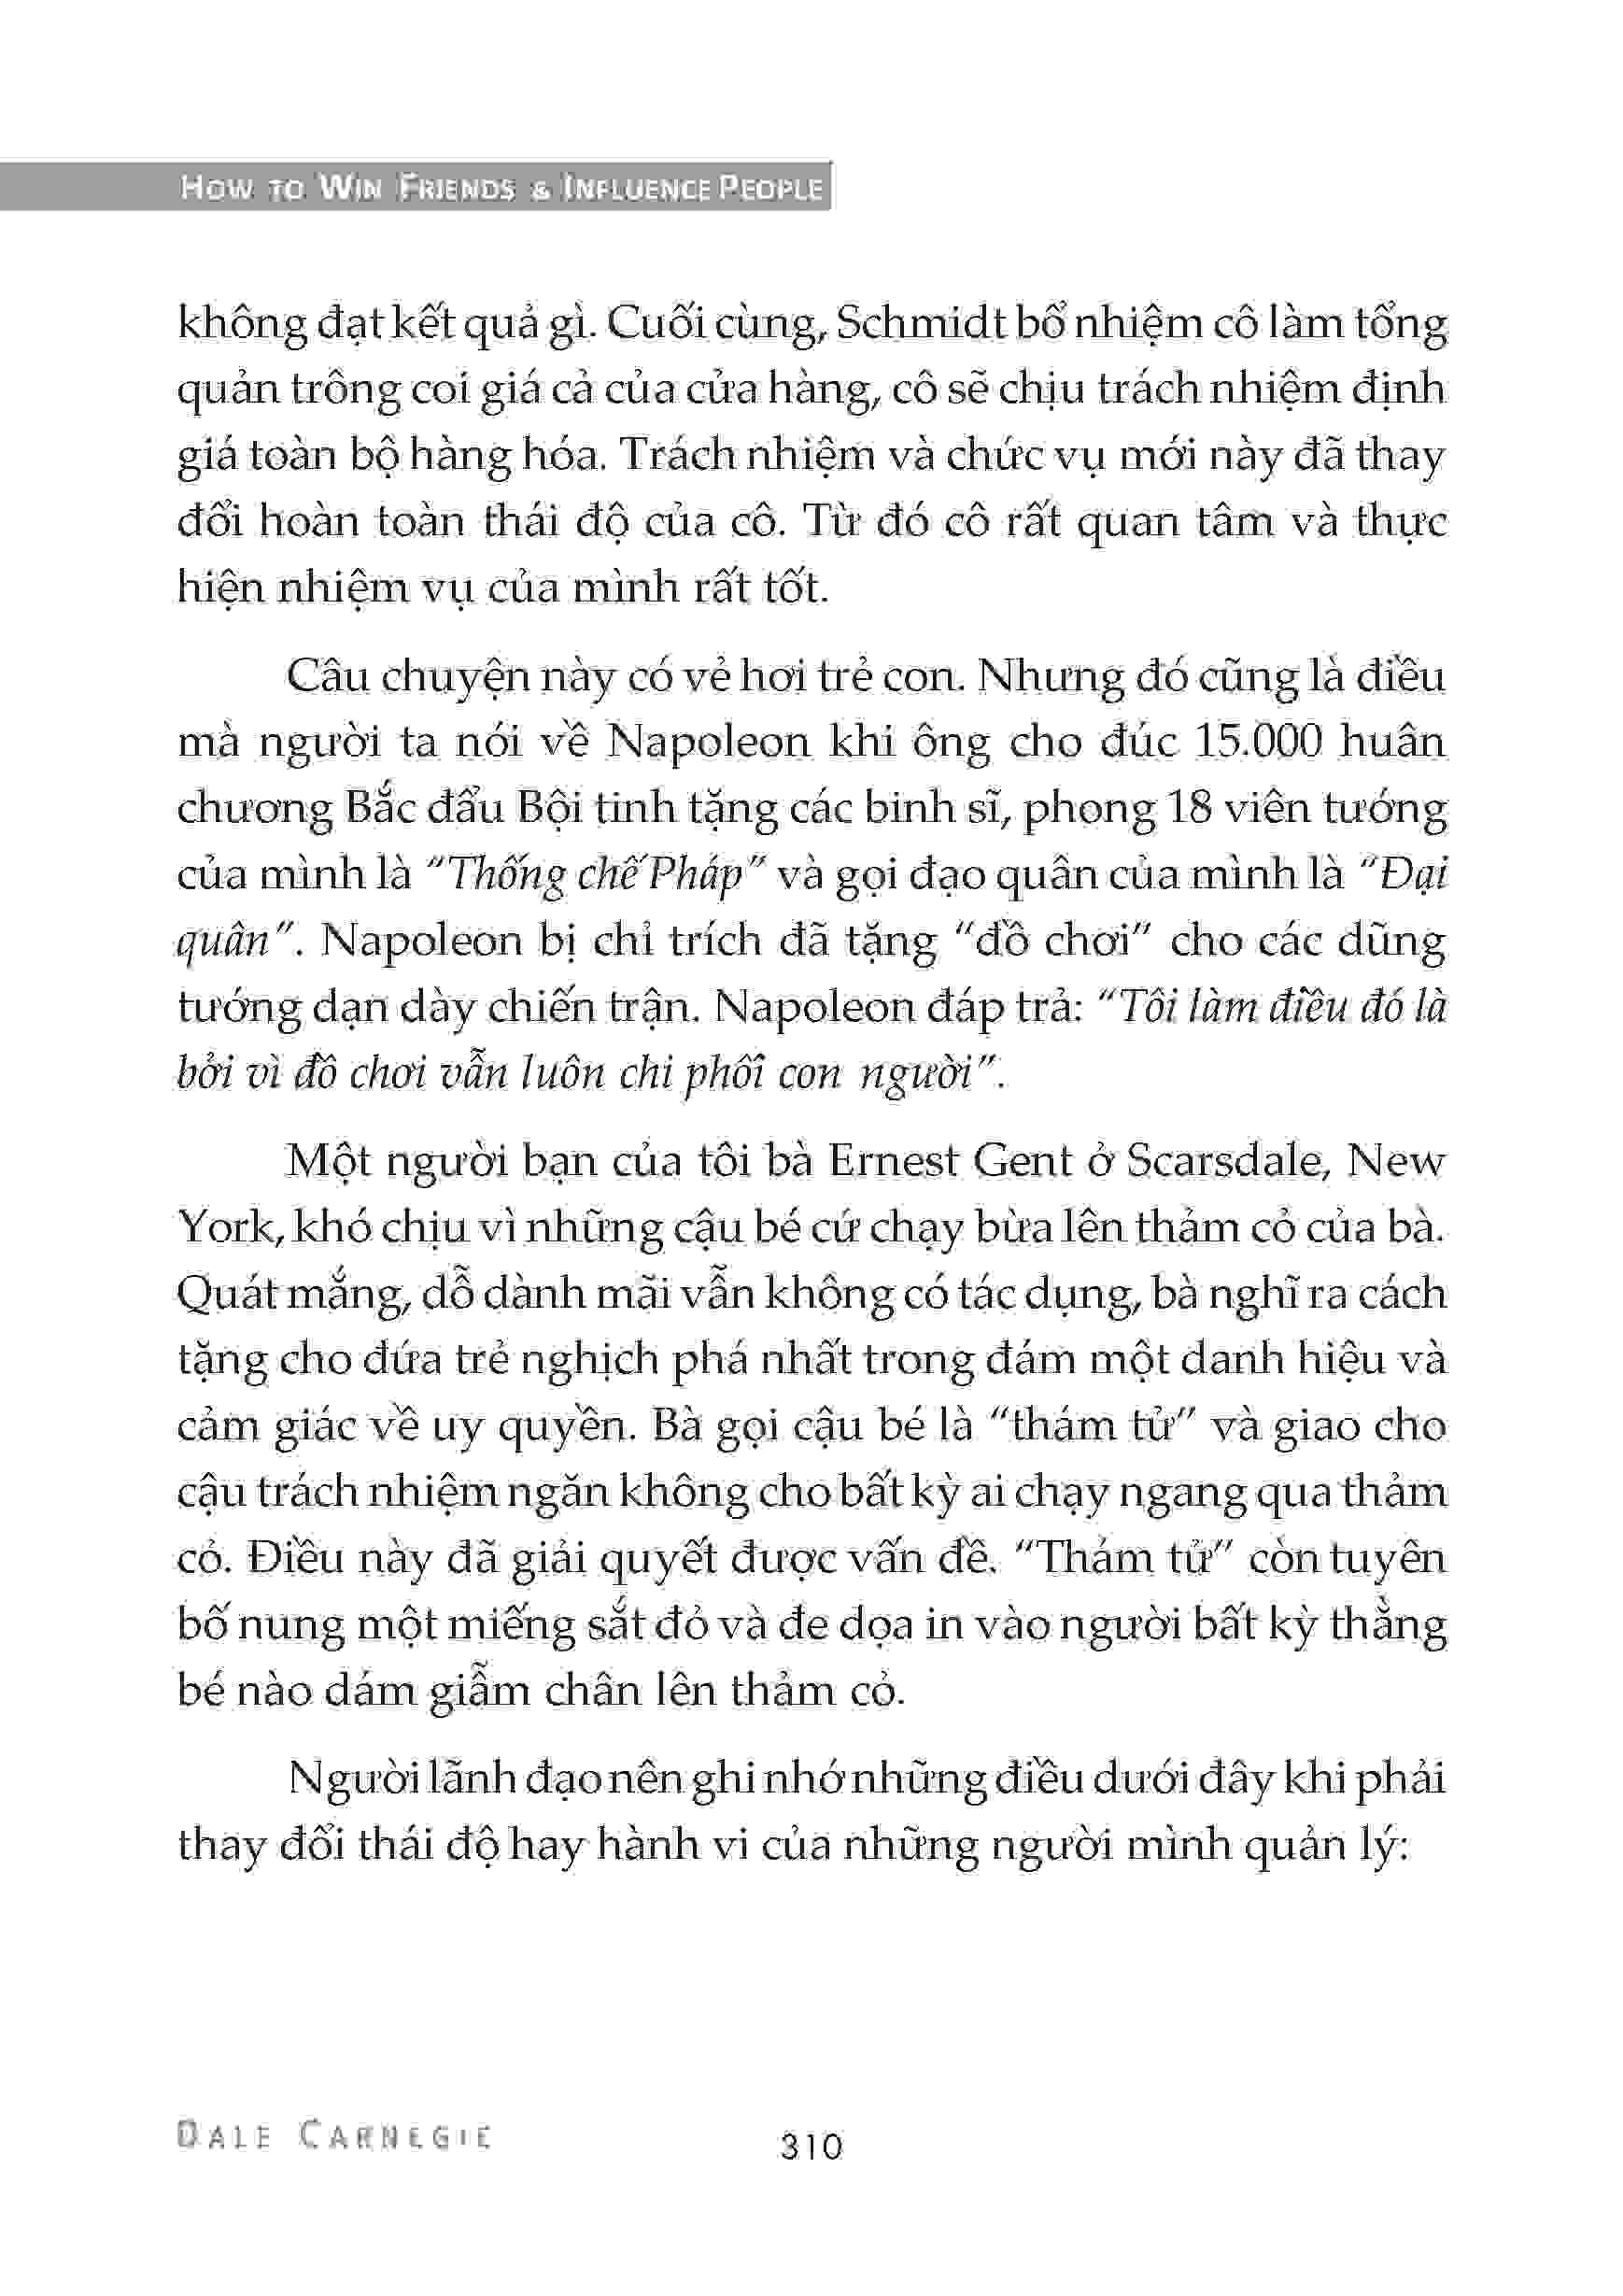 HOW TO WIN FRIENDS & INFLUENCE PEOPLE
không đạt kết quả gì. Cuối cùng, Schmidt bổ nhiệm cô làm tổng
quản trông coi giá cả của cửa hàng, cô sẽ chịu trách nhiệm định
giá toàn bộ hàng hóa. Trách nhiệm và chức vụ mới này đã thay
đổi hoàn toàn thái độ của cô. Từ đó cô rất quan tâm và thực
hiện nhiệm vụ của mình rất tốt.
Câu chuyện này có vẻ hơi trẻ con. Nhưng đó cũng là điều
mà người ta nói về Napoleon khi ông cho đúc 15.000 huân
chương Bắc đẩu Bội tinh tặng các binh sĩ, phong 18 viên tướng
của mình là "Thống chế Pháp" và gọi đạo quân của mình là "Đại
quân". Napoleon bị chỉ trích đã tặng "đồ chơi" cho các dũng
tướng dạn dày chiến trận. Napoleon đáp trả: "Tôi làm điều đó là
bởi vì đồ chơi vẫn luôn chi phối con người".
Một người bạn của tôi bà Ernest Gent ở Scarsdale, New
York, khó chịu vì những cậu bé cứ chạy bừa lên thảm cỏ của bà.
Quát mắng, dỗ dành mãi vẫn không có tác dụng, bà nghĩ ra cách
tặng cho đứa trẻ nghịch phá nhất trong đám một danh hiệu và
cảm giác về uy quyền. Bà gọi cậu bé là "thám tử" và giao cho
cậu trách nhiệm ngăn không cho bất kỳ ai chạy ngang qua thảm
cỏ. Điều này đã giải quyết được vấn đề. "Thám tử" còn tuyên
bố nung một miếng sắt đỏ và đe dọa in vào người bất kỳ thằng
bé nào dám giẫm chân lên thảm cỏ.
Người lãnh đạo nên ghi nhớ những điều dưới đây khi phải
thay đổi thái độ hay hành vi của những người mình quản lý:
DALE CARNEGIE
310